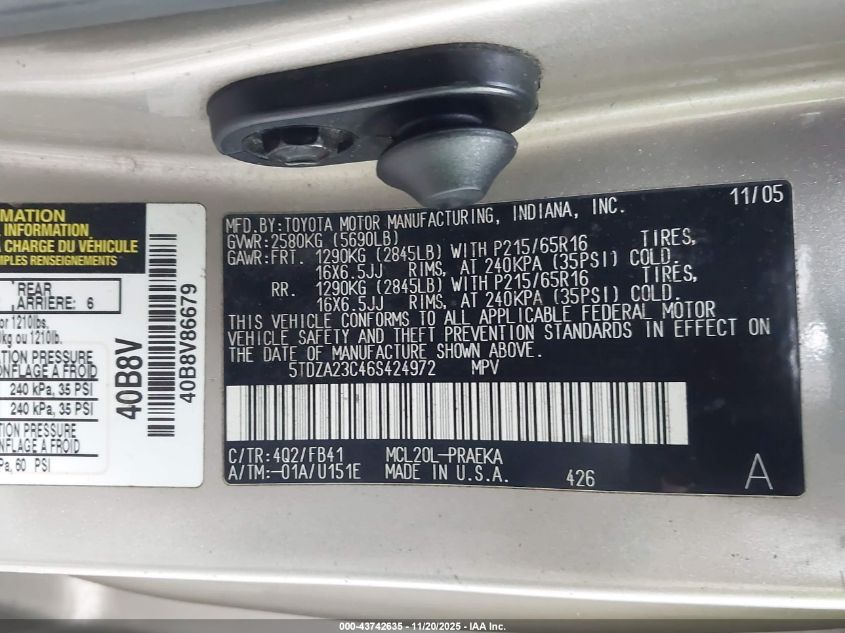 MATION
INFORMATION
A CHARGE DU VÉHICULE
MPLES RENSEIGNEMENTS
REAR
ARRIÈRE: 6
or 1210lbs.
kg ou 1210lb.
ATION PRESSURE
ONFLAGE À FROID
240 kPa, 35 PSI
240 kPa, 35 PSI
ATION PRESSURE
ONFLAGE À FROID
Pa, 60 PSI
40B8V
40B8V86679
MFD.BY:TOYOTA MOTOR MANUFACTURING, INDIANA, INC. 11/05
GVWR:2580KG (5690LB)
GAWR:FRT. 1290KG (2845LB) WITH P215/65R16 TIRES,
16X6.5JJ RIMS, AT 240KPA (35PSI) COLD.
RR. 1290KG (2845LB) WITH P215/65R16 TIRES,
16X6.5JJ RIMS, AT 240KPA (35PSI) COLD.
THIS VEHICLE CONFORMS TO ALL APPLICABLE FEDERAL MOTOR
VEHICLE SAFETY AND THEFT PREVENTION STANDARDS IN EFFECT ON
THE DATE OF MANUFACTURE SHOWN ABOVE.
5TDZA23C46S424972 MPV
C/TR:4Q2/FB41 MCL20L-PRAEKA
A/TM:-01A/U151E MADE IN U.S.A. 426 A
000-43742635 - 11/20/2025 - IAA Inc.